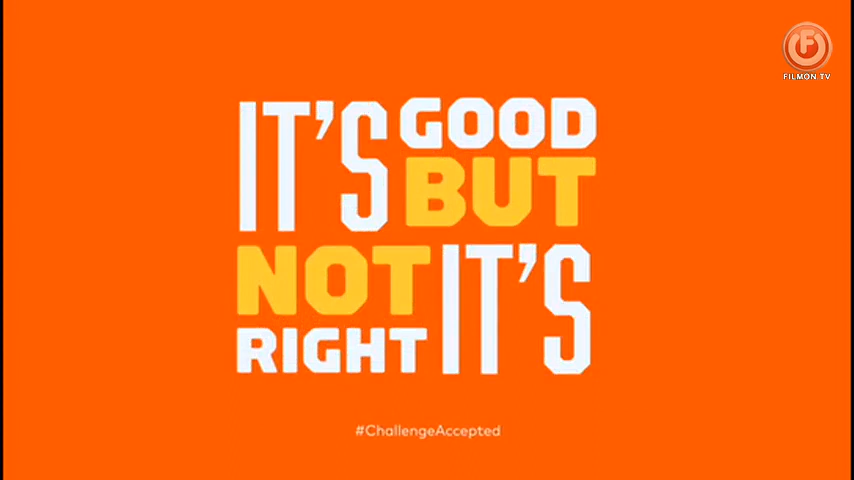 IT'S GOOD
BUT
NOT IT'S
RIGHT
#ChallengeAccepted
FILMON TV